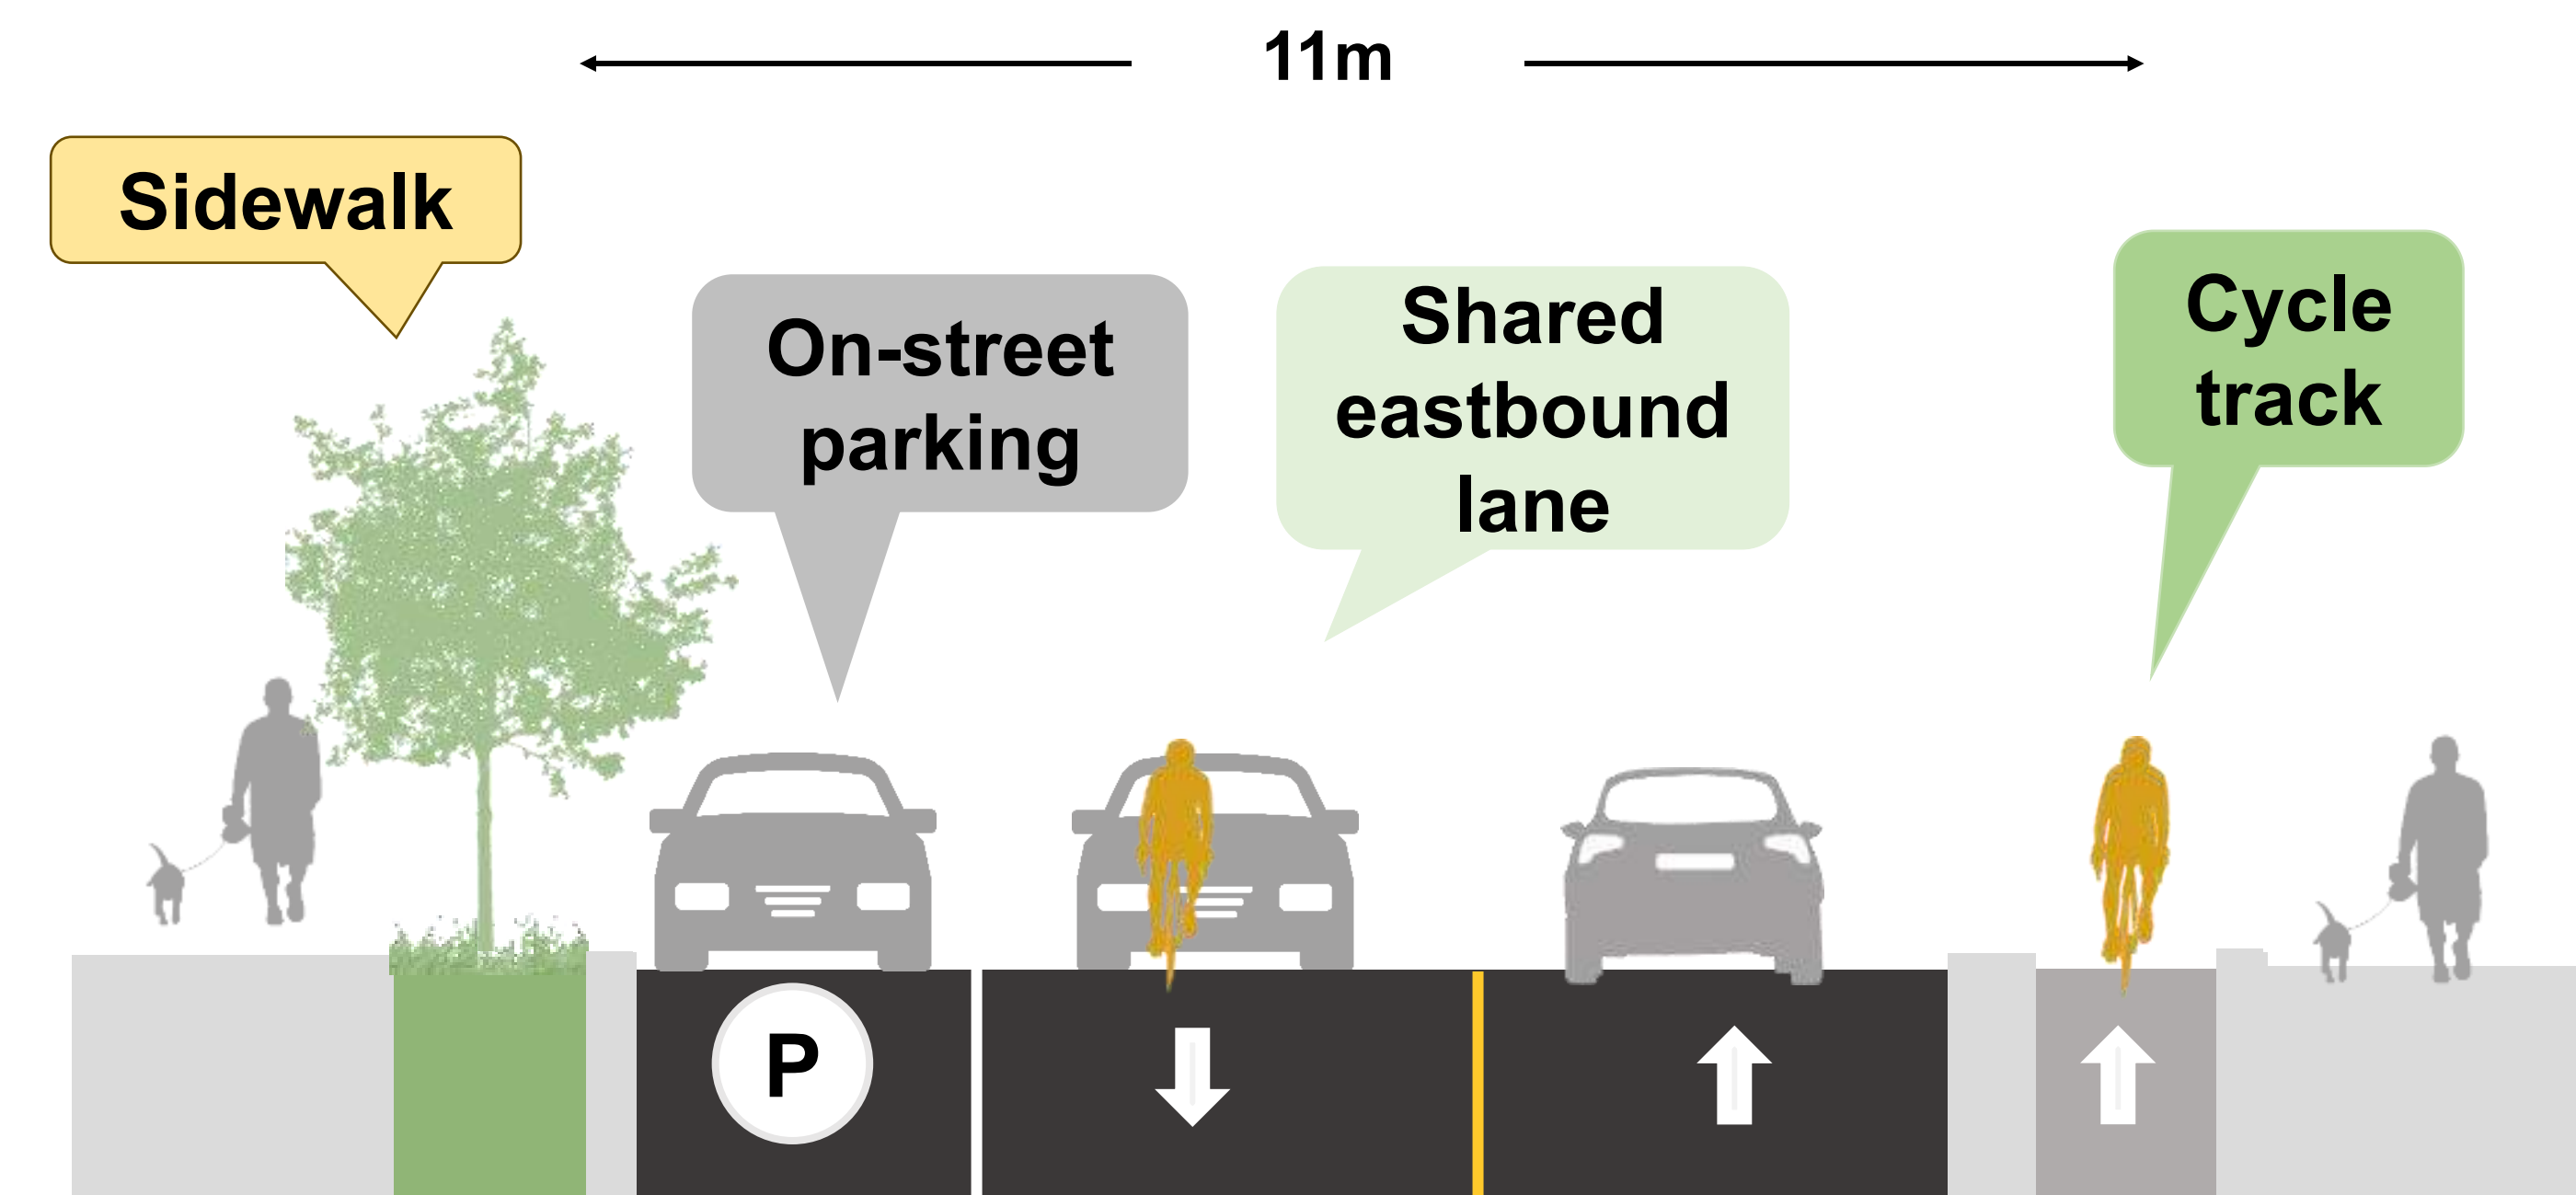 11m
Sidewalk
On-street
parking
Shared
eastbound
lane
Cycle
track
P